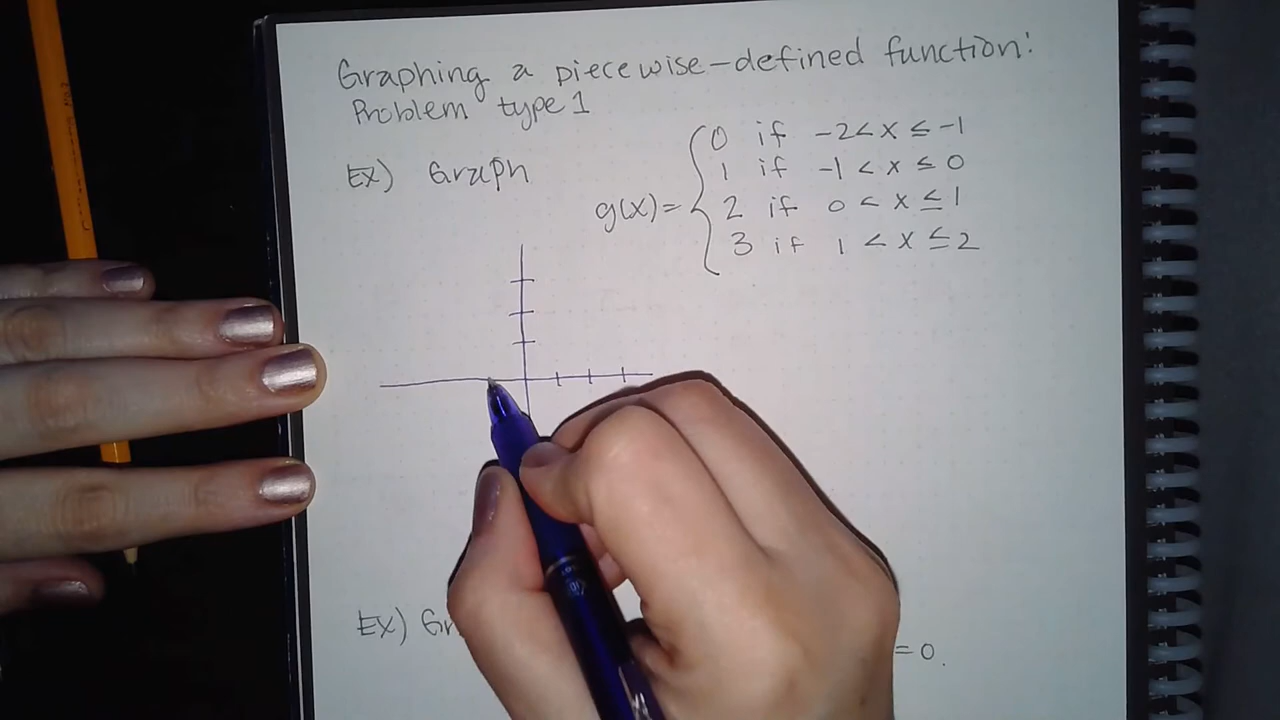 Graphing a piecewise-defined function:
Problem type 1
Ex) Graph
g(x) = { 0 if -2 < x ≤ -1
1 if -1 < x ≤ 0
2 if 0 < x ≤ 1
3 if 1 < x ≤ 2
Ex)
= 0.